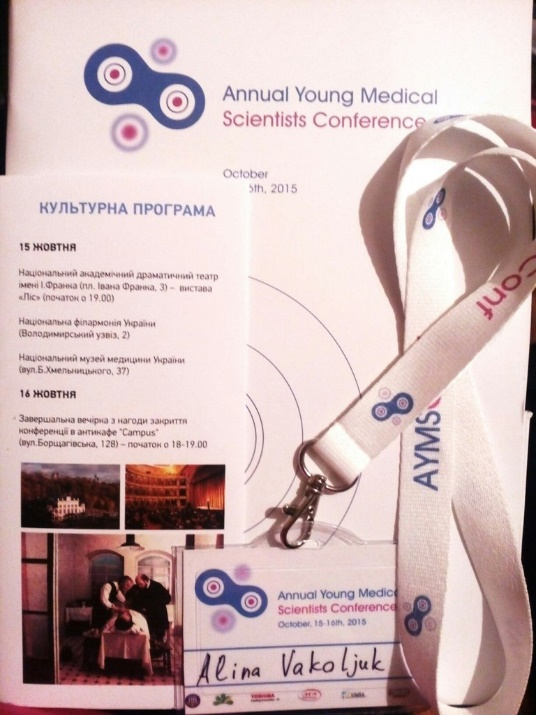 Annual Young Medical
Scientists Conference
October
6th, 2015
КУЛЬТУРНА ПРОГРАМА
15 ЖОВТНЯ
Національний академічний драматичний театр
імені І.Франка (пл. Івана Франка, 3) – вистава
«Ліс» (початок о 19.00)
Національна філармонія України
(Володимирський узвіз, 2)
Національний музей медицини України
(вул.Б.Хмельницького, 37)
16 ЖОВТНЯ
Завершальна вечірка з нагоди закриття
конференції в антикафе "Campus"
(вул.Борщагівська, 128) – початок о 18-19.00
Conf
AYMS
Annual Young Medic
Scientists Conference
October, 15-16th, 2015
Alina Vakoljuk
TOSHIBA